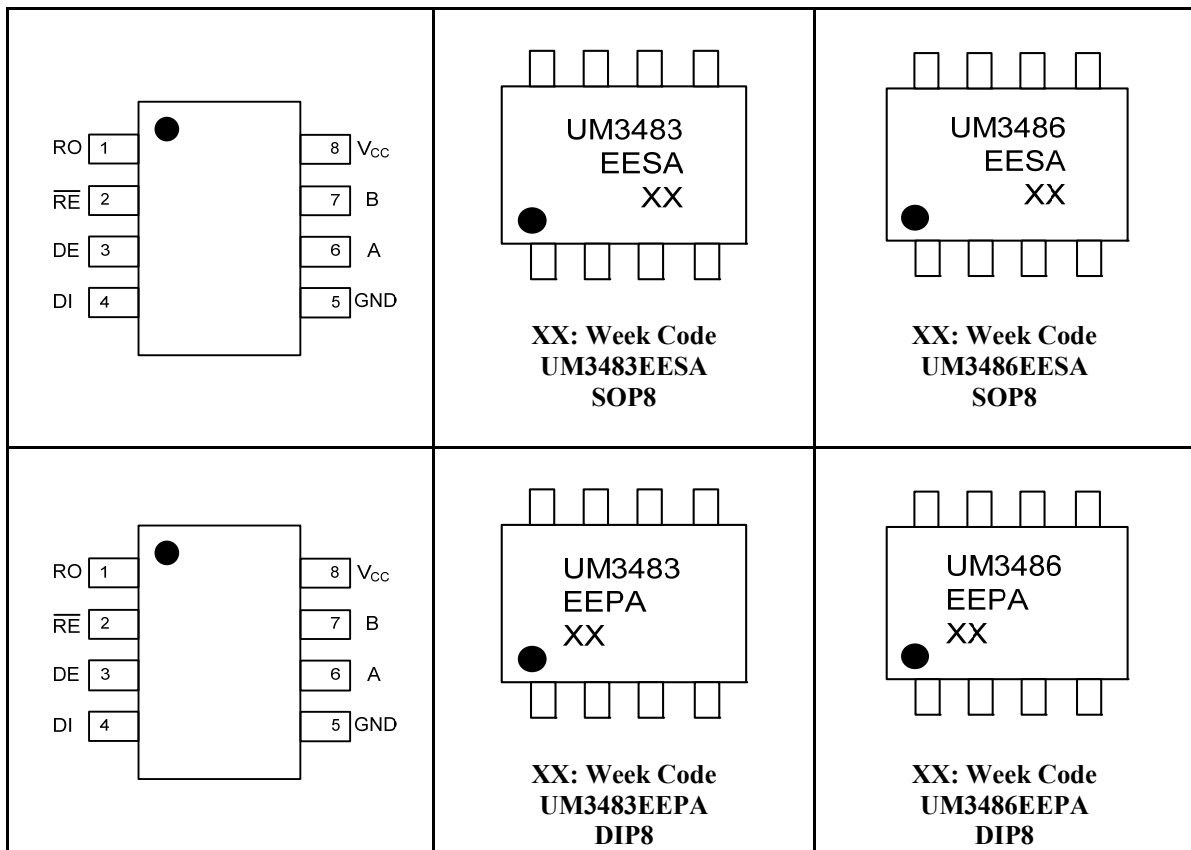 RO 1 8 VCC
R̅E̅ 2 7 B
DE 3 6 A
DI 4 5 GND
UM3483
EESA
XX
XX: Week Code
UM3483EESA
SOP8
UM3486
EESA
XX
XX: Week Code
UM3486EESA
SOP8
RO 1 8 VCC
R̅E̅ 2 7 B
DE 3 6 A
DI 4 5 GND
UM3483
EEPA
XX
XX: Week Code
UM3483EEPA
DIP8
UM3486
EEPA
XX
XX: Week Code
UM3486EEPA
DIP8